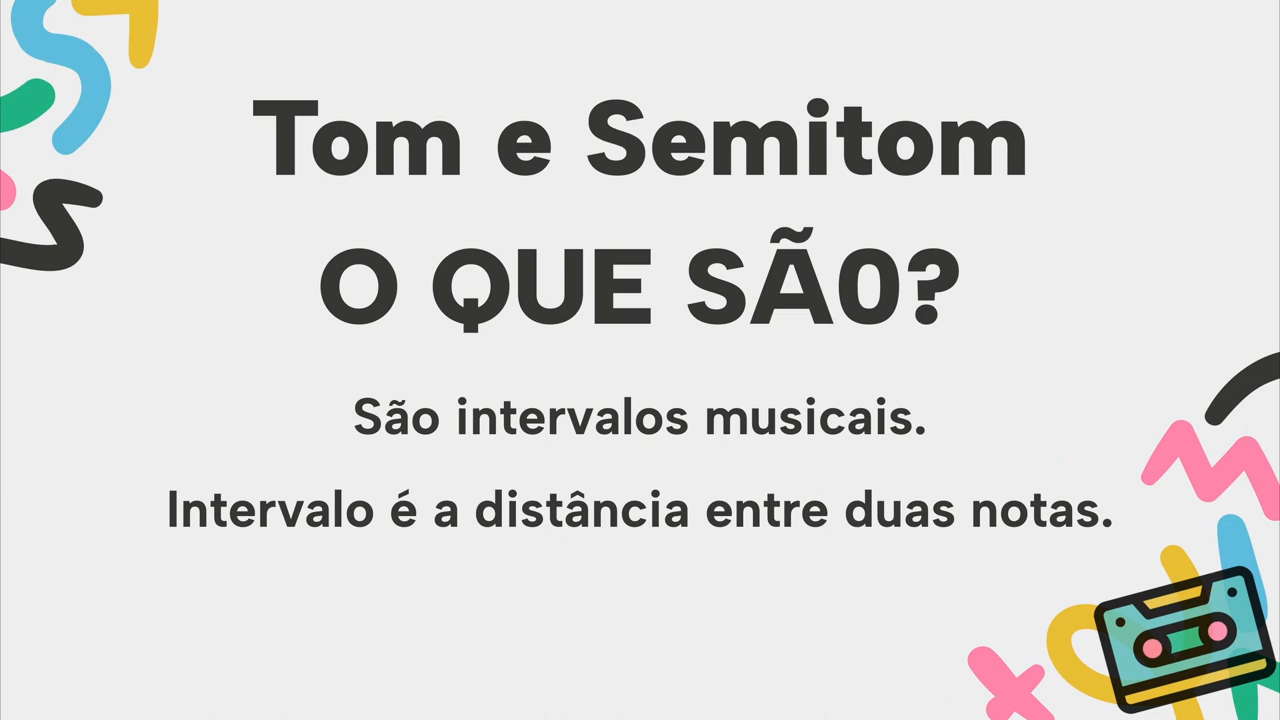 Tom e Semitom
O QUE SÃ0?
São intervalos musicais.
Intervalo é a distância entre duas notas.